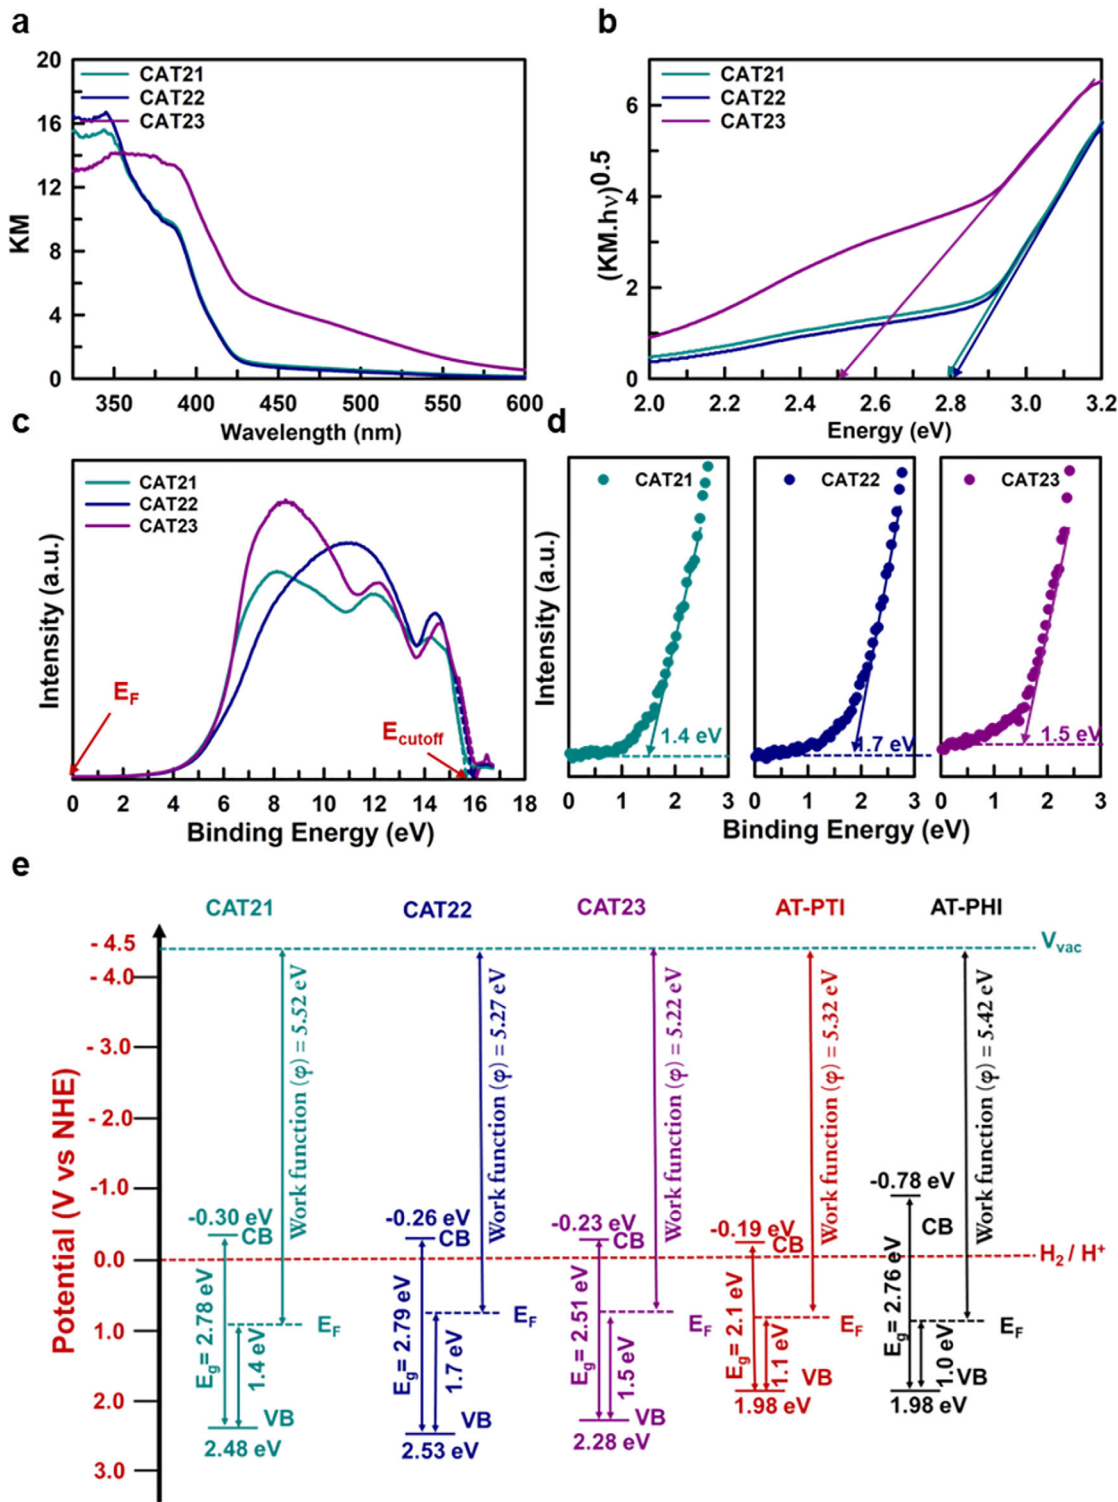 a
CAT21
CAT22
CAT23
KM
20
16
12
8
4
0
350 400 450 500 550 600
Wavelength (nm)
b
CAT21
CAT22
CAT23
(KM.hν)0.5
6
4
2
0
2.0 2.2 2.4 2.6 2.8 3.0 3.2
Energy (eV)
c
CAT21
CAT22
CAT23
Intensity (a.u.)
EF
Ecutoff
0 2 4 6 8 10 12 14 16 18
Binding Energy (eV)
d
Intensity (a.u.)
CAT21
1.4 eV
0 1 2 3
CAT22
1.7 eV
0 1 2 3
CAT23
1.5 eV
0 1 2 3
Binding Energy (eV)
e
CAT21 CAT22 CAT23 AT-PTI AT-PHI
Potential (V vs NHE)
- 4.5
- 4.0
- 3.0
- 2.0
-1.0
0.0
1.0
2.0
3.0
Vvac
H2 / H+
Work function (φ) = 5.52 eV
-0.30 eV
CB
Eg= 2.78 eV
1.4 eV
EF
VB
2.48 eV
Work function (φ) = 5.27 eV
-0.26 eV
CB
Eg= 2.79 eV
1.7 eV
EF
VB
2.53 eV
Work function (φ) = 5.22 eV
-0.23 eV
CB
Eg= 2.51 eV
1.5 eV
EF
VB
2.28 eV
Work function (φ) = 5.32 eV
-0.19 eV
CB
Eg= 2.1 eV
1.1 eV
EF
VB
1.98 eV
Work function (φ) = 5.42 eV
-0.78 eV
CB
Eg= 2.76 eV
1.0 eV
EF
VB
1.98 eV